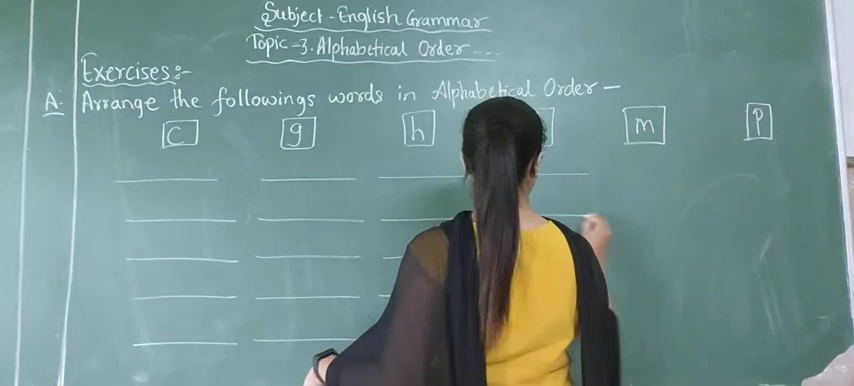 Subject - English Grammar
Topic - 3. Alphabetical Order ---
Exercises :-
A. Arrange the followings words in Alphabetical Order -
c g h m p